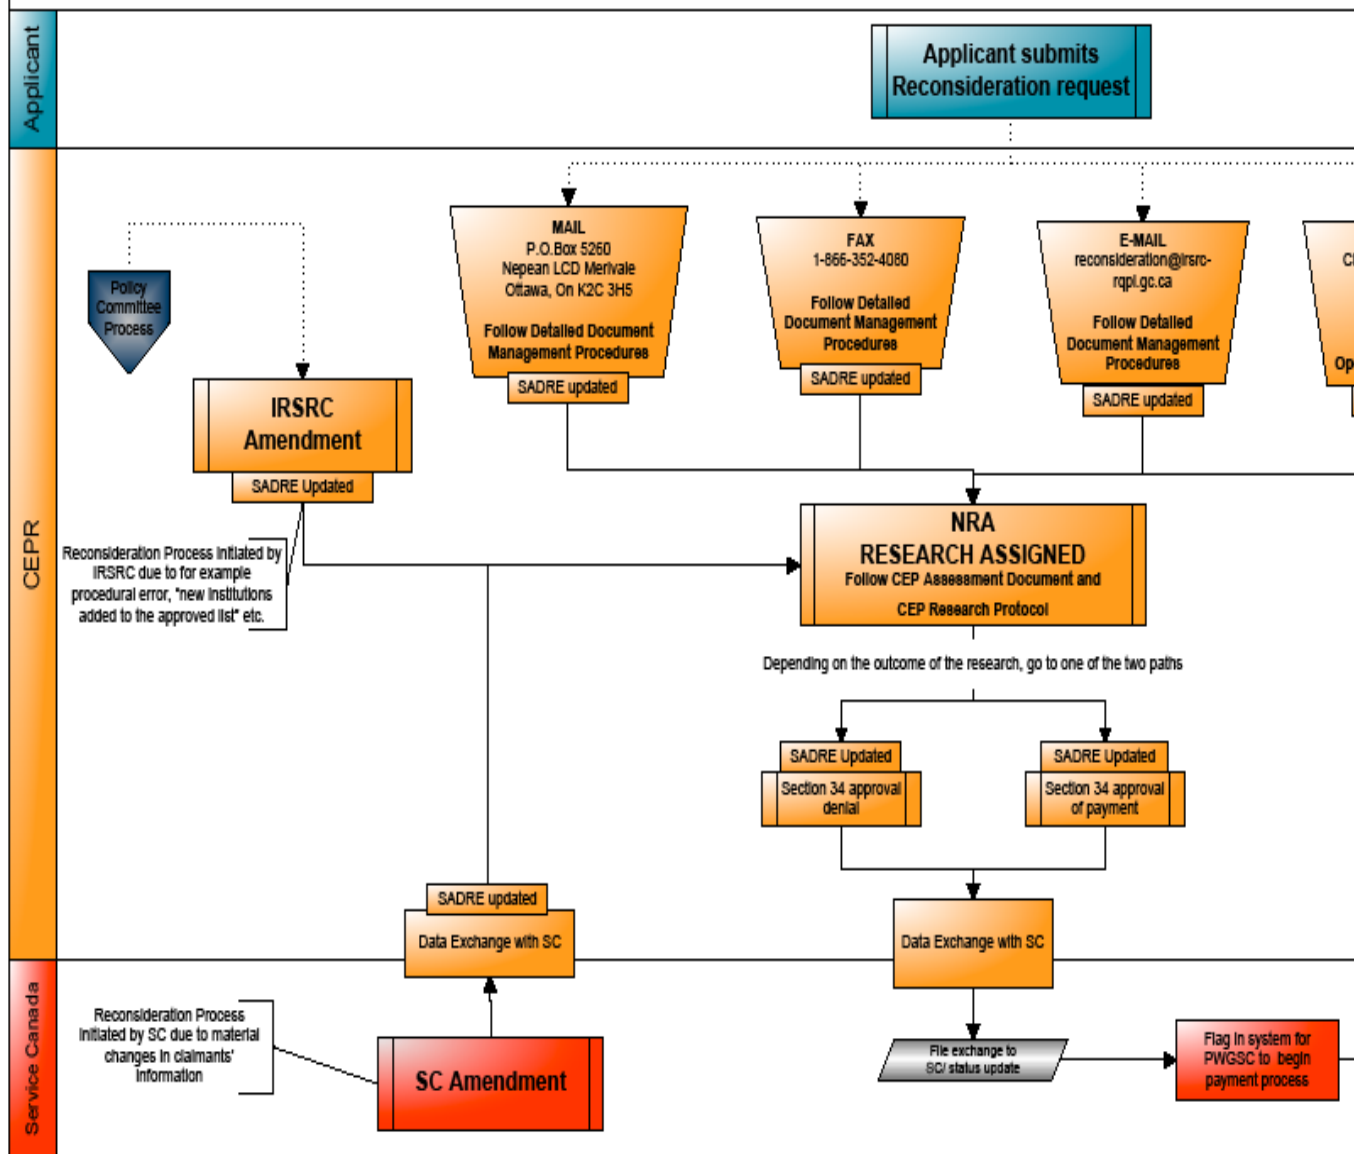 Applicant
Applicant submits
Reconsideration request
CEPR
Policy
Committee
Process
MAIL
P.O.Box 5260
Nepean LCD Merivale
Ottawa, On K2C 3H5
Follow Detailed Document
Management Procedures
SADRE updated
FAX
1-866-352-4080
Follow Detailed
Document Management
Procedures
SADRE updated
E-MAIL
reconsideration@irsrc-
rqpi.gc.ca
Follow Detailed
Document Management
Procedures
SADRE updated
IRSRC
Amendment
SADRE Updated
Reconsideration Process initiated by
IRSRC due to for example
procedural error, "new institutions
added to the approved list" etc.
NRA
RESEARCH ASSIGNED
Follow CEP Assessment Document and
CEP Research Protocol
Depending on the outcome of the research, go to one of the two paths
SADRE Updated
Section 34 approval
denial
SADRE Updated
Section 34 approval
of payment
SADRE updated
Data Exchange with SC
Data Exchange with SC
Service Canada
Reconsideration Process
initiated by SC due to material
changes in claimants'
information
SC Amendment
File exchange to
SC/ status update
Flag in system for
PWGSC to begin
payment process